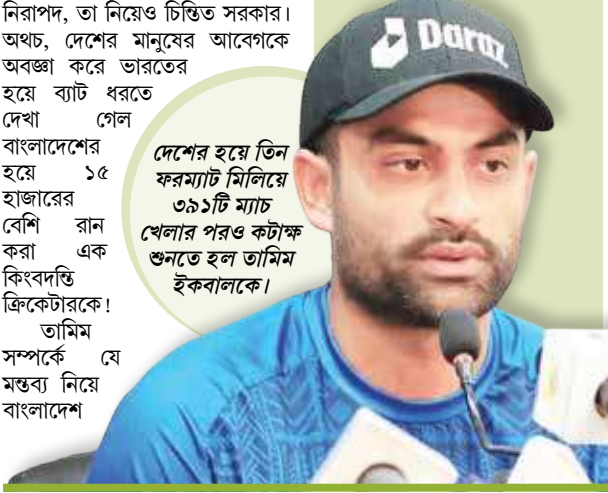 নিরাপদ, তা নিয়েও চিন্তিত সরকার।
অথচ, দেশের মানুষের আবেগকে
অবজ্ঞা করে ভারতের
হয়ে ব্যাট ধরতে
দেখা গেল
বাংলাদেশের
হয়ে ১৫
হাজারের
বেশি রান
করা এক
কিংবদন্তি
ক্রিকেটারকে!
তামিম
সম্পর্কে যে
মন্তব্য নিয়ে
বাংলাদেশ
দেশের হয়ে তিন
ফরম্যাট মিলিয়ে
৩৯১টি ম্যাচ
খেলার পরও কটাক্ষ
শুনতে হল তামিম
ইকবালকে।
Daraz